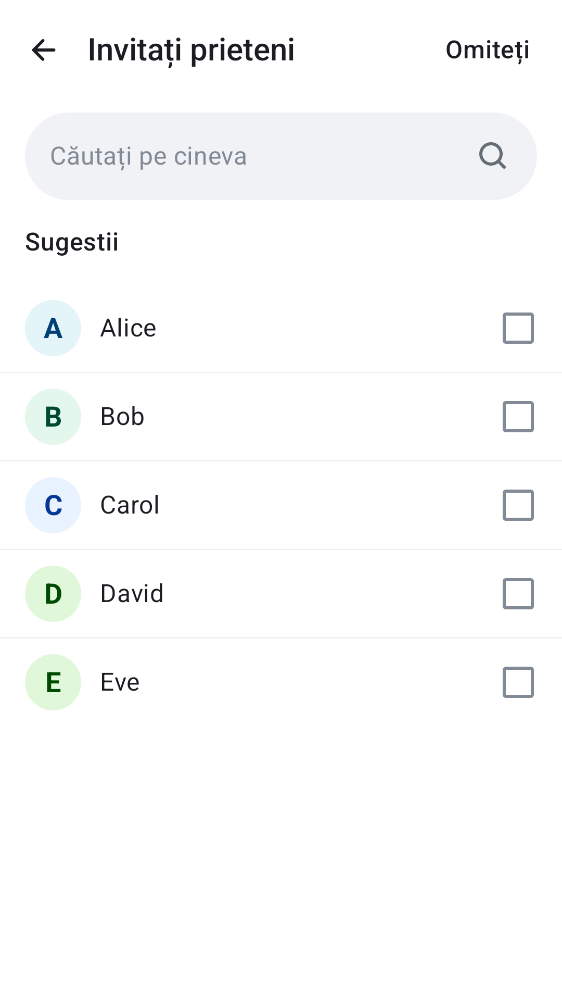 Invitați prieteni
Omiteți
Căutați pe cineva
Sugestii
A Alice
B Bob
C Carol
D David
E Eve